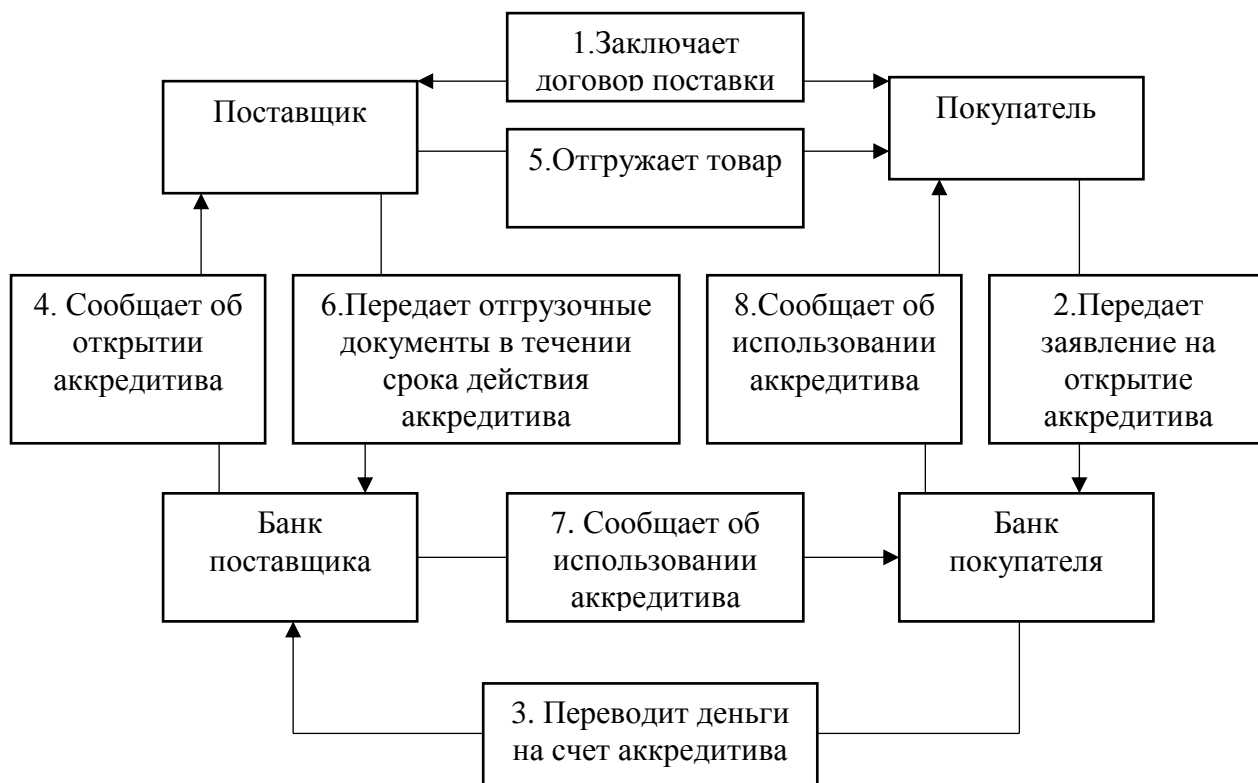 1.Заключает
договор поставки
Поставщик
Покупатель
5.Отгружает товар
4. Сообщает об
открытии
аккредитива
6.Передает отгрузочные
документы в течении
срока действия
аккредитива
8.Сообщает об
использовании
аккредитива
2.Передает
заявление на
открытие
аккредитива
Банк
поставщика
7. Сообщает об
использовании
аккредитива
Банк
покупателя
3. Переводит деньги
на счет аккредитива